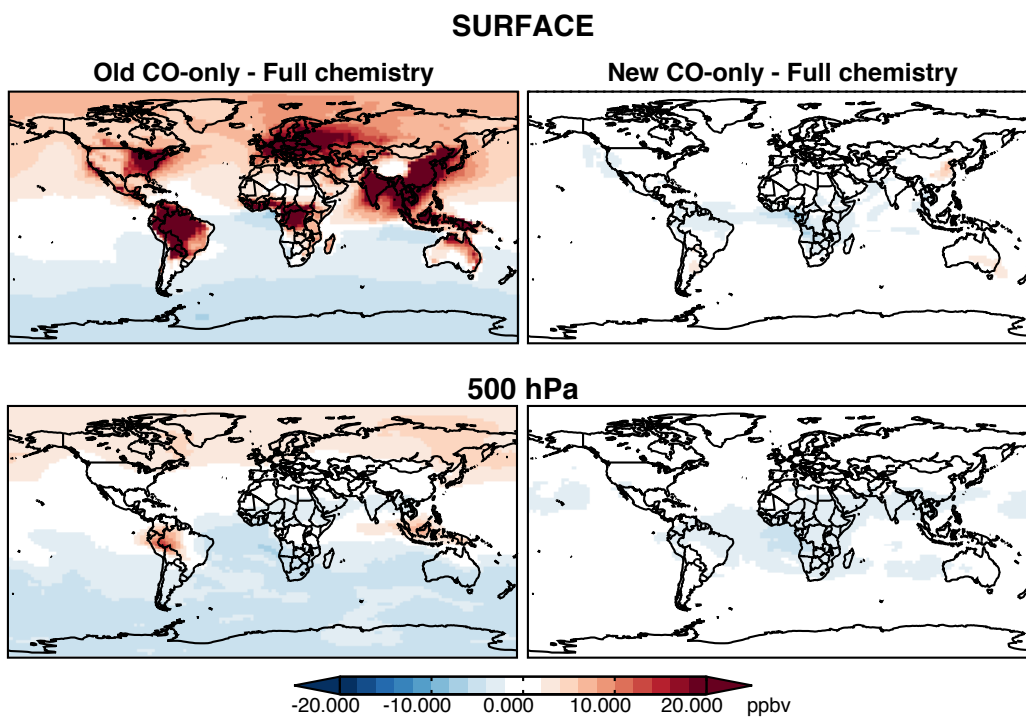 SURFACE
Old CO-only - Full chemistry
New CO-only - Full chemistry
500 hPa
-20.000 -10.000 0.000 10.000 20.000 ppbv